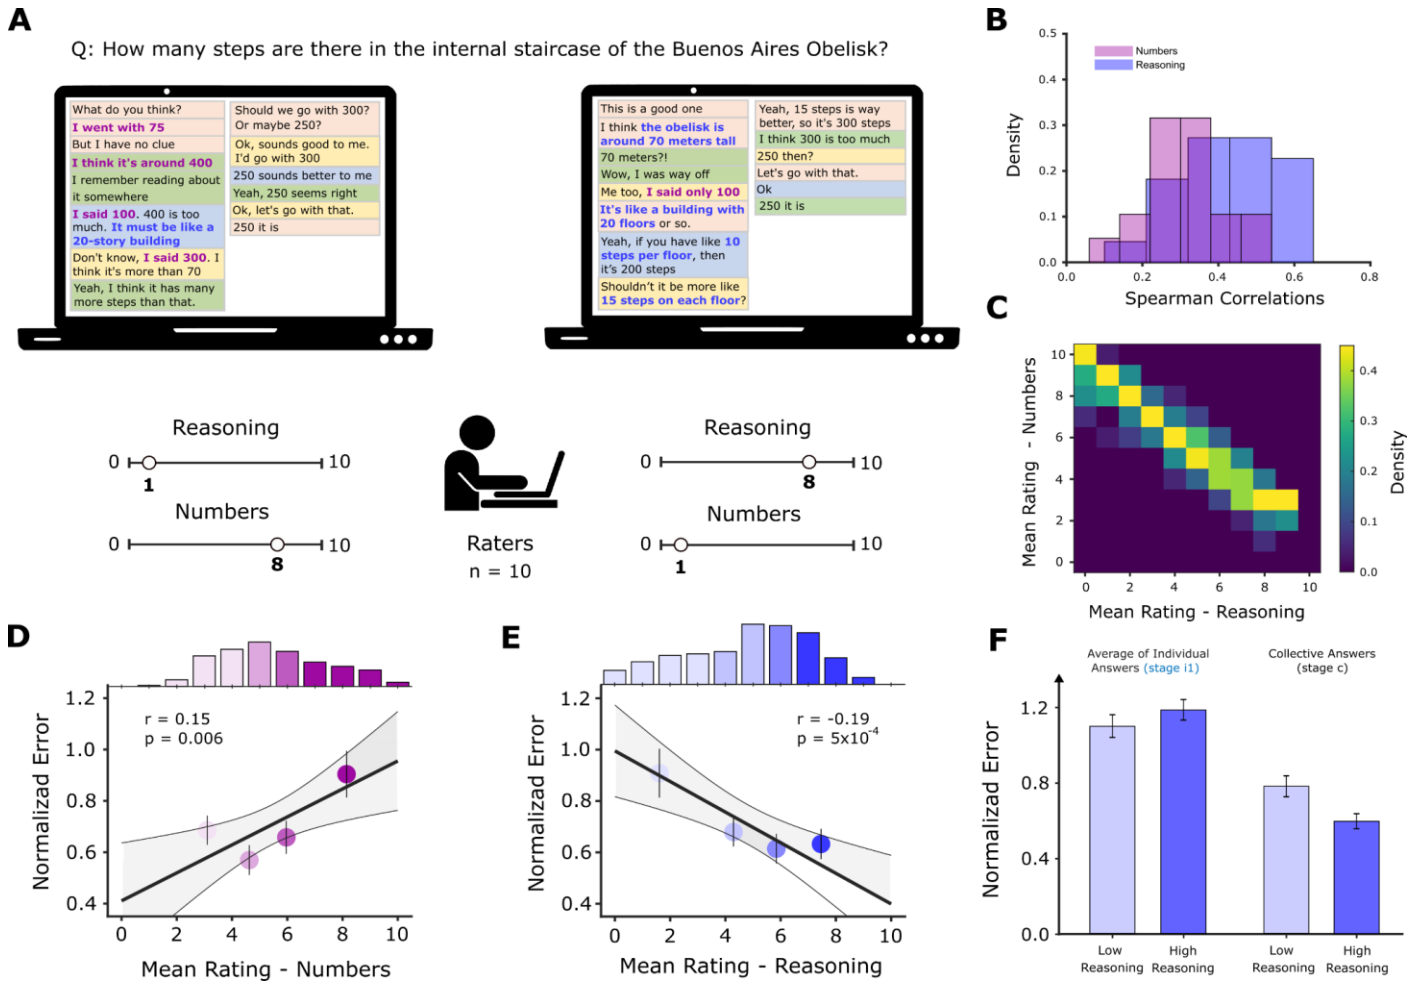 A
Q: How many steps are there in the internal staircase of the Buenos Aires Obelisk?
What do you think?
I went with 75
But I have no clue
I think it's around 400
I remember reading about
it somewhere
I said 100. 400 is too
much. It must be like a
20-story building
Don't know, I said 300. I
think it's more than 70
Yeah, I think it has many
more steps than that.
Should we go with 300?
Or maybe 250?
Ok, sounds good to me.
I'd go with 300
250 sounds better to me
Yeah, 250 seems right
Ok, let's go with that.
250 it is
This is a good one
I think the obelisk is
around 70 meters tall
70 meters?!
Wow, I was way off
Me too, I said only 100
It's like a building with
20 floors or so.
Yeah, if you have like 10
steps per floor, then
it's 200 steps
Shouldn't it be more like
15 steps on each floor?
Yeah, 15 steps is way
better, so it's 300 steps
I think 300 is too much
250 then?
Let's go with that.
Ok
250 it is
Reasoning
0 10
1
Numbers
0 10
8
Raters
n = 10
Reasoning
0 10
8
Numbers
0 10
1
B
0.5
0.4
0.3
0.2
0.1
0.0
Density
Numbers
Reasoning
0.0 0.2 0.4 0.6 0.8
Spearman Correlations
C
10
8
6
4
2
0
Mean Rating - Numbers
0 2 4 6 8 10
Mean Rating - Reasoning
0.4
0.3
0.2
0.1
0.0
Density
D
1.2
1.0
0.8
0.6
0.4
Normalizad Error
r = 0.15
p = 0.006
0 2 4 6 8 10
Mean Rating - Numbers
E
1.2
1.0
0.8
0.6
0.4
Normalizad Error
r = -0.19
p = 5x10-4
0 2 4 6 8 10
Mean Rating - Reasoning
F
Average of Individual
Answers (stage i1)
Collective Answers
(stage c)
1.2
0.8
0.4
0.0
Normalizad Error
Low
Reasoning
High
Reasoning
Low
Reasoning
High
Reasoning